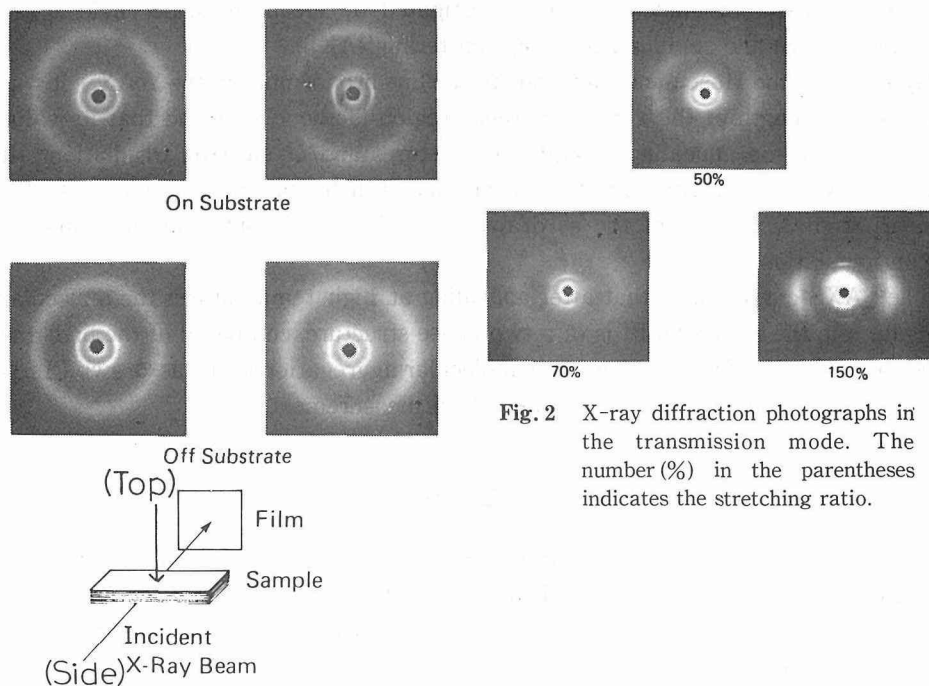 On Substrate
Off Substrate
(Top)
Film
Sample
Incident
X-Ray Beam
(Side)
50%
70%
150%
Fig. 2 X-ray diffraction photographs in
the transmission mode. The
number (%) in the parentheses
indicates the stretching ratio.